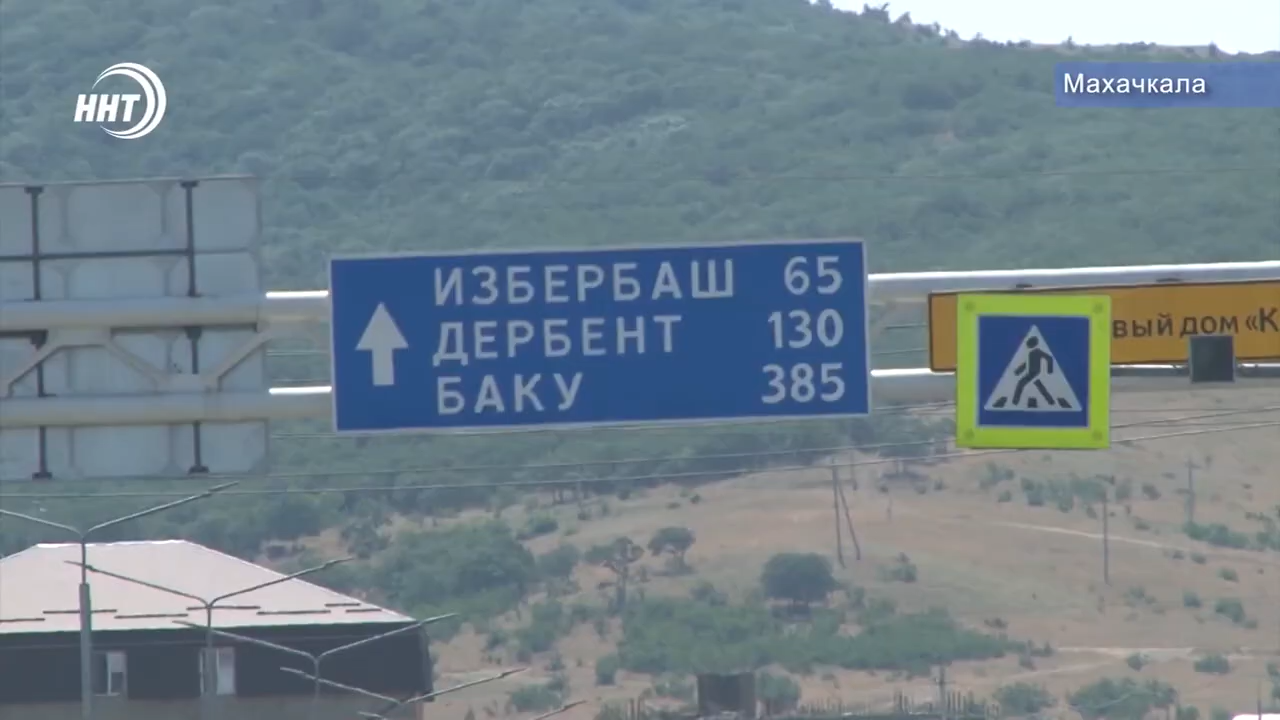 ННТ
Махачкала
ИЗБЕРБАШ 65
ДЕРБЕНТ 130
БАКУ 385
вый дом «К